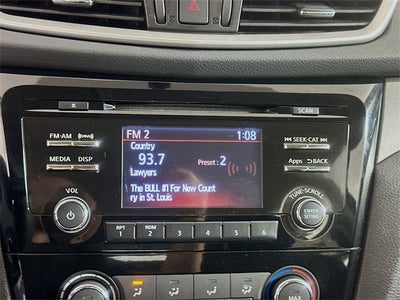 SCAN
FM-AM
MEDIA DISP
VOL
FM 2 1:08
Country
93.7 Preset: 2
Lawyers
The BULL #1 For New Count
ry in St. Louis
SEEK·CAT
Apps BACK
TUNE·SCROLL
ENTER
SETTING
RPT RDM
1 2 3 4 5 6
MAX